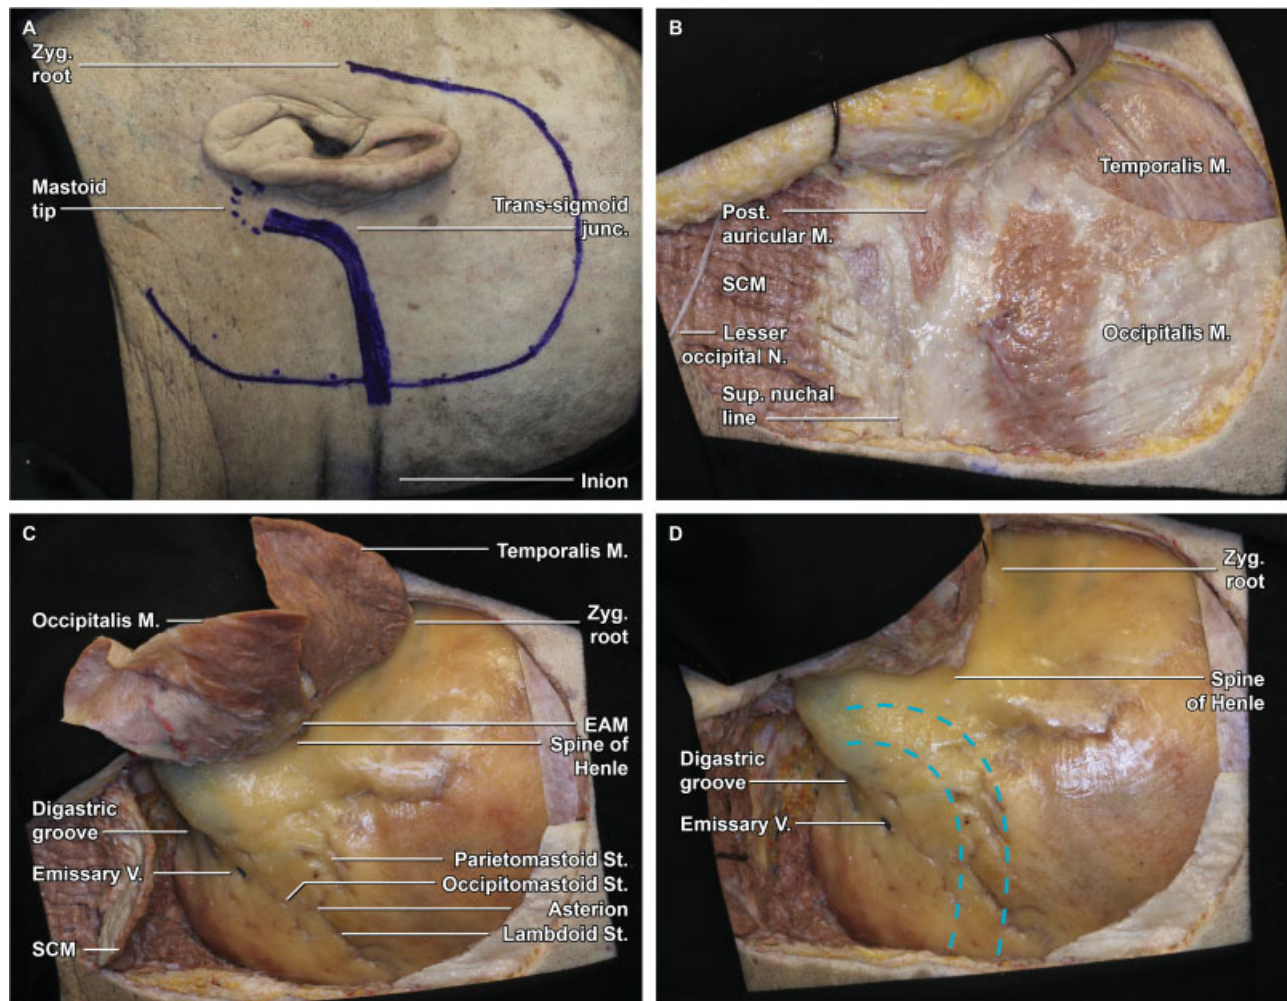 A
Zyg.
root
Mastoid
tip
Trans-sigmoid
junc.
Inion
B
Temporalis M.
Post.
auricular M.
SCM
Lesser
occipital N.
Occipitalis M.
Sup. nuchal
line
C
Temporalis M.
Occipitalis M.
Zyg.
root
EAM
Spine of
Henle
Digastric
groove
Emissary V.
Parietomastoid St.
Occipitomastoid St.
Asterion
Lambdoid St.
SCM
D
Zyg.
root
Spine
of Henle
Digastric
groove
Emissary V.